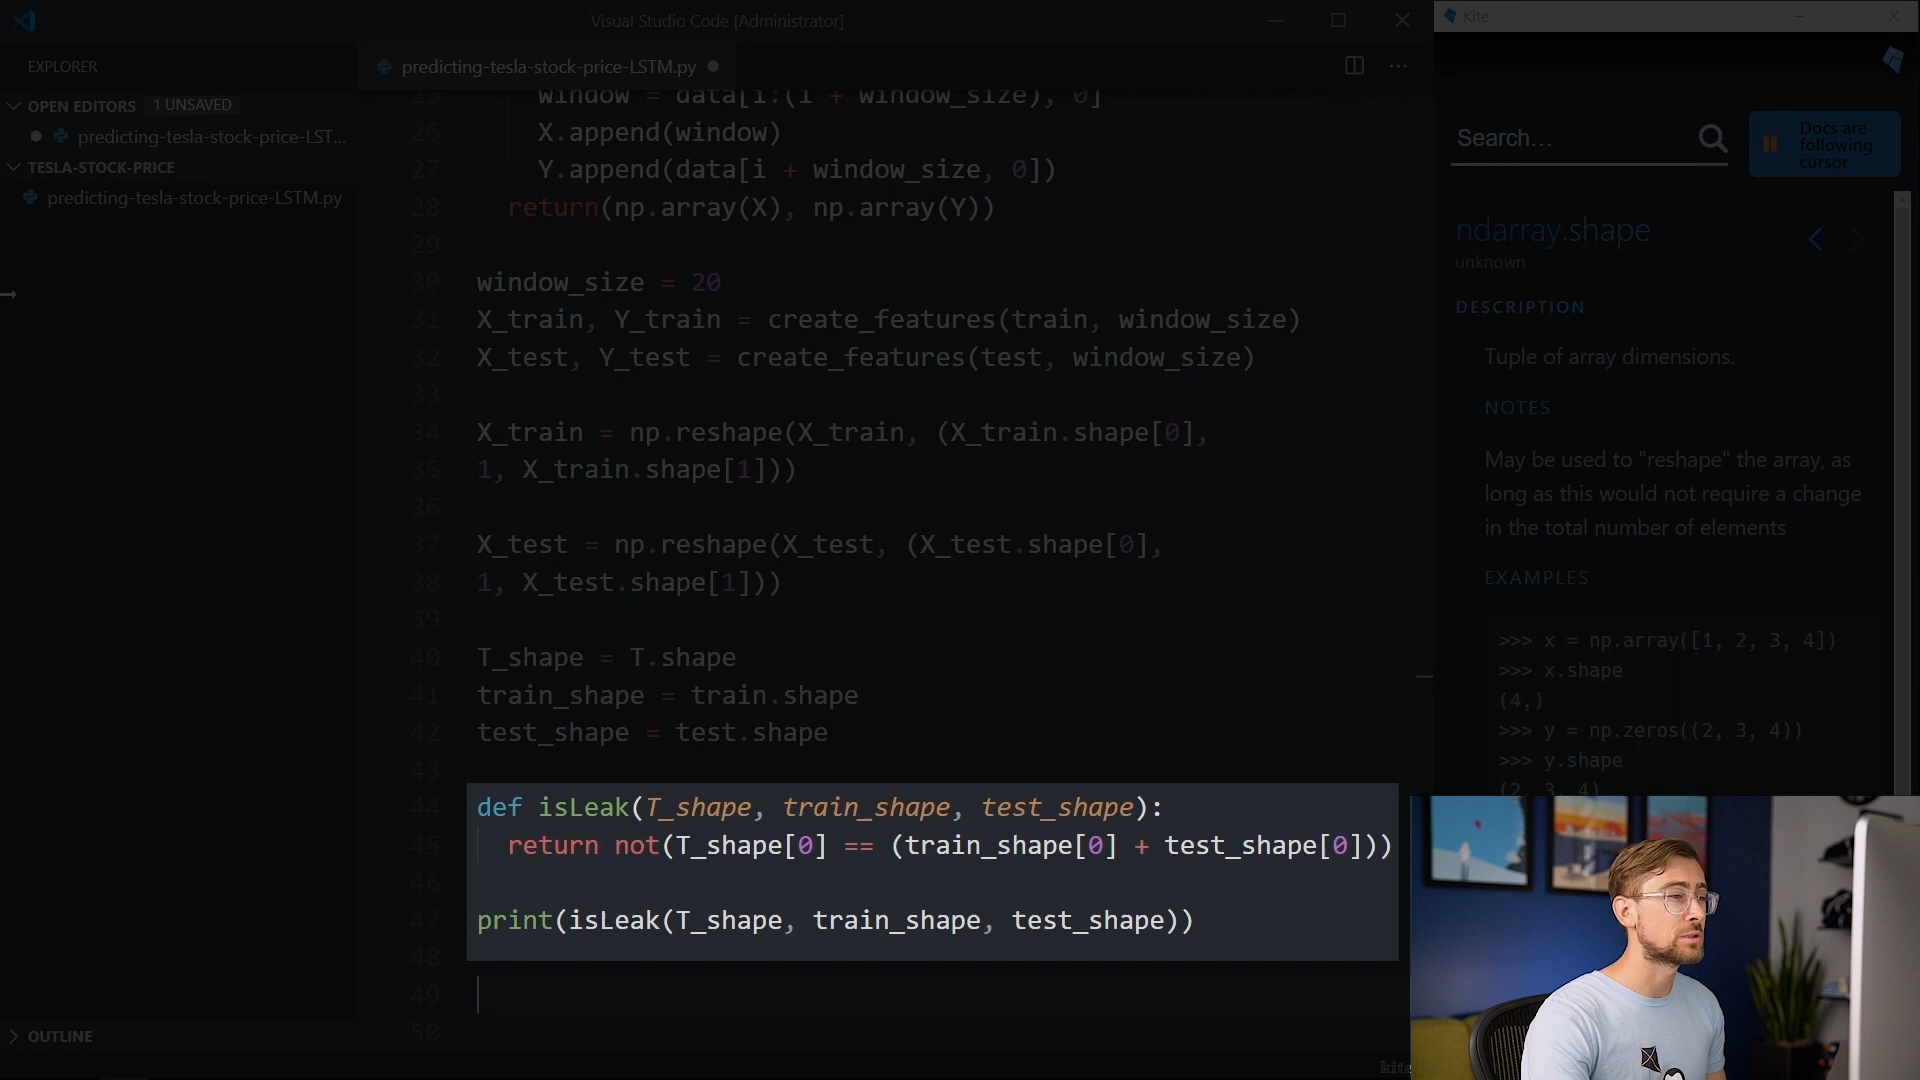 Visual Studio Code [Administrator]
EXPLORER
OPEN EDITORS 1 UNSAVED
predicting-tesla-stock-price-LST...
TESLA-STOCK-PRICE
predicting-tesla-stock-price-LSTM.py
OUTLINE
predicting-tesla-stock-price-LSTM.py
25 window = data[i:(i + window_size), 0]
26 X.append(window)
27 Y.append(data[i + window_size, 0])
28 return(np.array(X), np.array(Y))
29
30 window_size = 20
31 X_train, Y_train = create_features(train, window_size)
32 X_test, Y_test = create_features(test, window_size)
33
34 X_train = np.reshape(X_train, (X_train.shape[0],
35 1, X_train.shape[1]))
36
37 X_test = np.reshape(X_test, (X_test.shape[0],
38 1, X_test.shape[1]))
39
40 T_shape = T.shape
41 train_shape = train.shape
42 test_shape = test.shape
43
44 def isLeak(T_shape, train_shape, test_shape):
45 return not(T_shape[0] == (train_shape[0] + test_shape[0]))
46
47 print(isLeak(T_shape, train_shape, test_shape))
48
49
50
kite
Kite
Search...
Docs are
following
cursor
ndarray.shape
unknown
DESCRIPTION
Tuple of array dimensions.
NOTES
May be used to "reshape" the array, as
long as this would not require a change
in the total number of elements
EXAMPLES
>>> x = np.array([1, 2, 3, 4])
>>> x.shape
(4,)
>>> y = np.zeros((2, 3, 4))
>>> y.shape
(2, 3, 4)